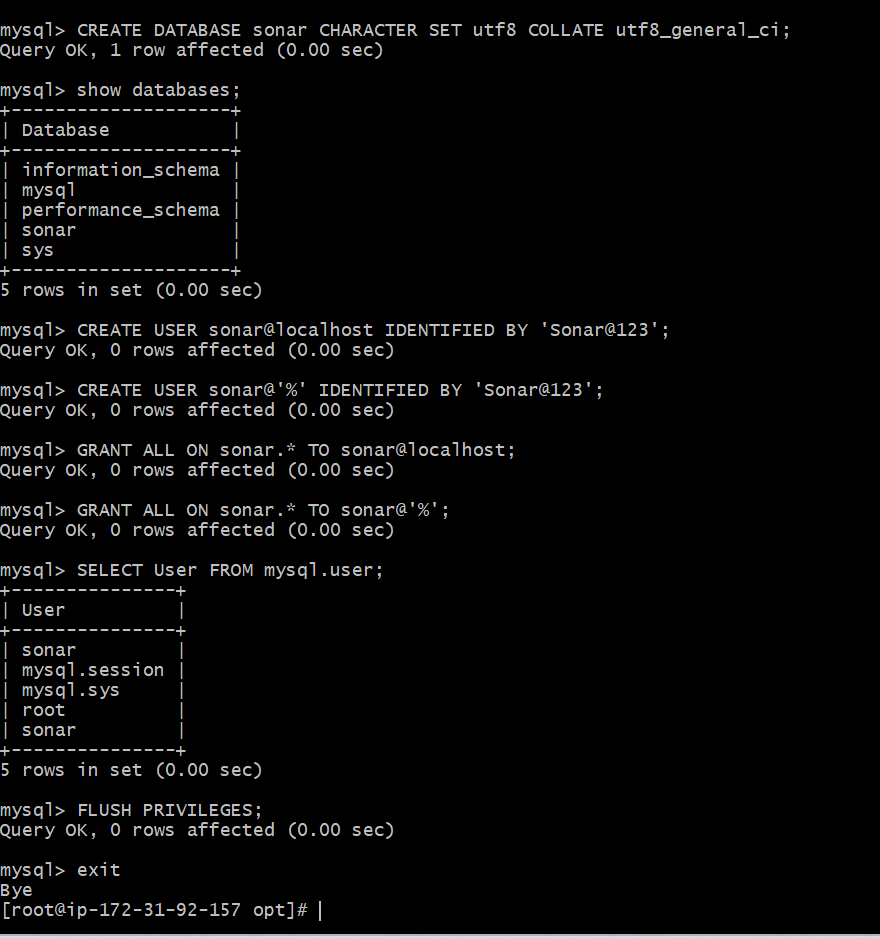 mysql> CREATE DATABASE sonar CHARACTER SET utf8 COLLATE utf8_general_ci;
Query OK, 1 row affected (0.00 sec)
mysql> show databases;
+--------------------+
| Database           |
+--------------------+
| information_schema |
| mysql              |
| performance_schema |
| sonar              |
| sys                |
+--------------------+
5 rows in set (0.00 sec)
mysql> CREATE USER sonar@localhost IDENTIFIED BY 'Sonar@123';
Query OK, 0 rows affected (0.00 sec)
mysql> CREATE USER sonar@'%' IDENTIFIED BY 'Sonar@123';
Query OK, 0 rows affected (0.00 sec)
mysql> GRANT ALL ON sonar.* TO sonar@localhost;
Query OK, 0 rows affected (0.00 sec)
mysql> GRANT ALL ON sonar.* TO sonar@'%';
Query OK, 0 rows affected (0.00 sec)
mysql> SELECT User FROM mysql.user;
+---------------+
| User          |
+---------------+
| sonar         |
| mysql.session |
| mysql.sys     |
| root          |
| sonar         |
+---------------+
5 rows in set (0.00 sec)
mysql> FLUSH PRIVILEGES;
Query OK, 0 rows affected (0.00 sec)
mysql> exit
Bye
[root@ip-172-31-92-157 opt]#